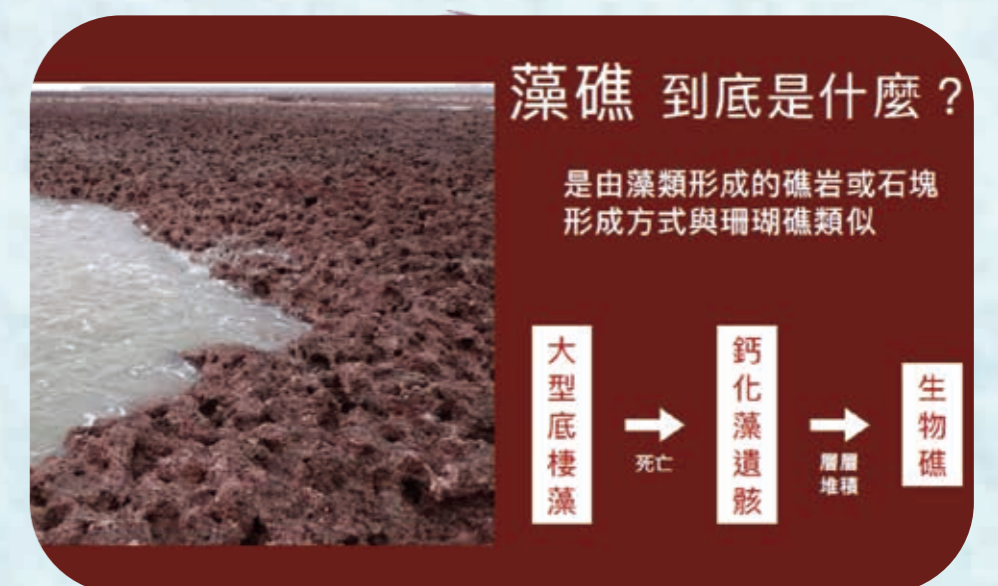 藻礁 到底是什麼？
是由藻類形成的礁岩或石塊
形成方式與珊瑚礁類似
大型底棲藻
死亡
鈣化藻遺骸
層層
堆積
生物礁